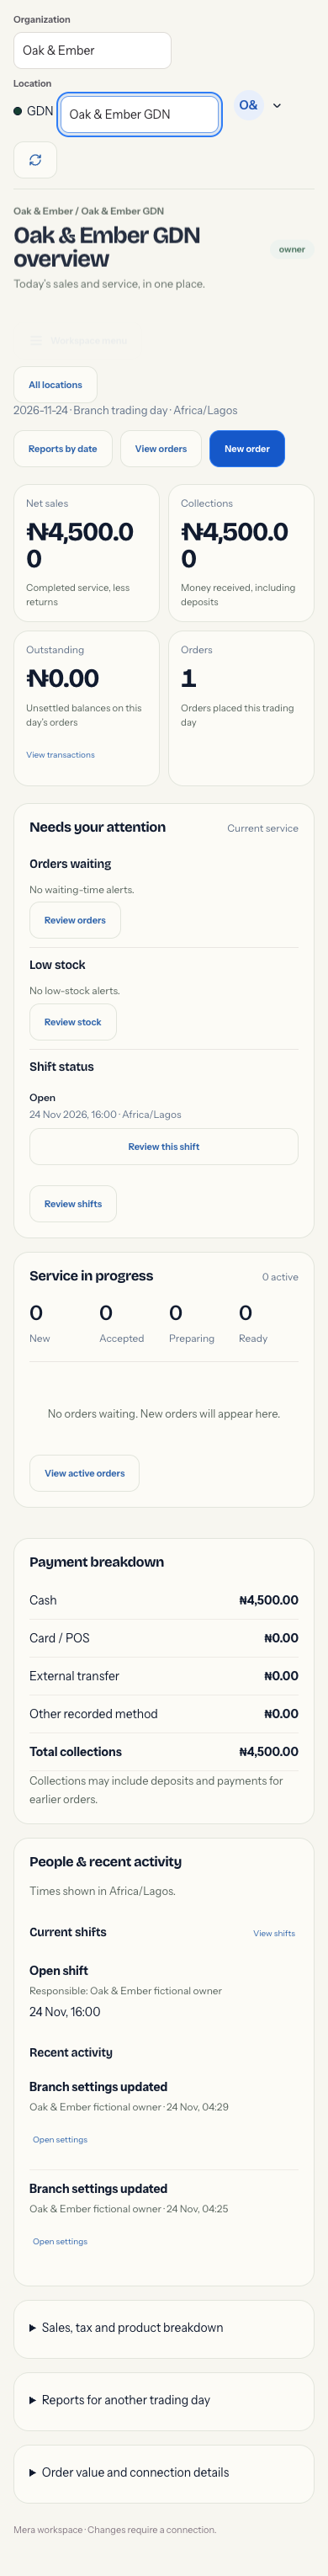 Organization
Oak & Ember
Location
GDN
Oak & Ember GDN
O&
Oak & Ember / Oak & Ember GDN
Oak & Ember GDN
overview
owner
Today's sales and service, in one place.
Workspace menu
All locations
2026-11-24 · Branch trading day · Africa/Lagos
Reports by date
View orders
New order
Net sales
₦4,500.0
0
Completed service, less
returns
Collections
₦4,500.0
0
Money received, including
deposits
Outstanding
₦0.00
Unsettled balances on this
day's orders
View transactions
Orders
1
Orders placed this trading
day
Needs your attention
Current service
Orders waiting
No waiting-time alerts.
Review orders
Low stock
No low-stock alerts.
Review stock
Shift status
Open
24 Nov 2026, 16:00 · Africa/Lagos
Review this shift
Review shifts
Service in progress
0 active
0
New
0
Accepted
0
Preparing
0
Ready
No orders waiting. New orders will appear here.
View active orders
Payment breakdown
Cash ₦4,500.00
Card / POS ₦0.00
External transfer ₦0.00
Other recorded method ₦0.00
Total collections ₦4,500.00
Collections may include deposits and payments for
earlier orders.
People & recent activity
Times shown in Africa/Lagos.
Current shifts
View shifts
Open shift
Responsible: Oak & Ember fictional owner
24 Nov, 16:00
Recent activity
Branch settings updated
Oak & Ember fictional owner · 24 Nov, 04:29
Open settings
Branch settings updated
Oak & Ember fictional owner · 24 Nov, 04:25
Open settings
Sales, tax and product breakdown
Reports for another trading day
Order value and connection details
Mera workspace · Changes require a connection.